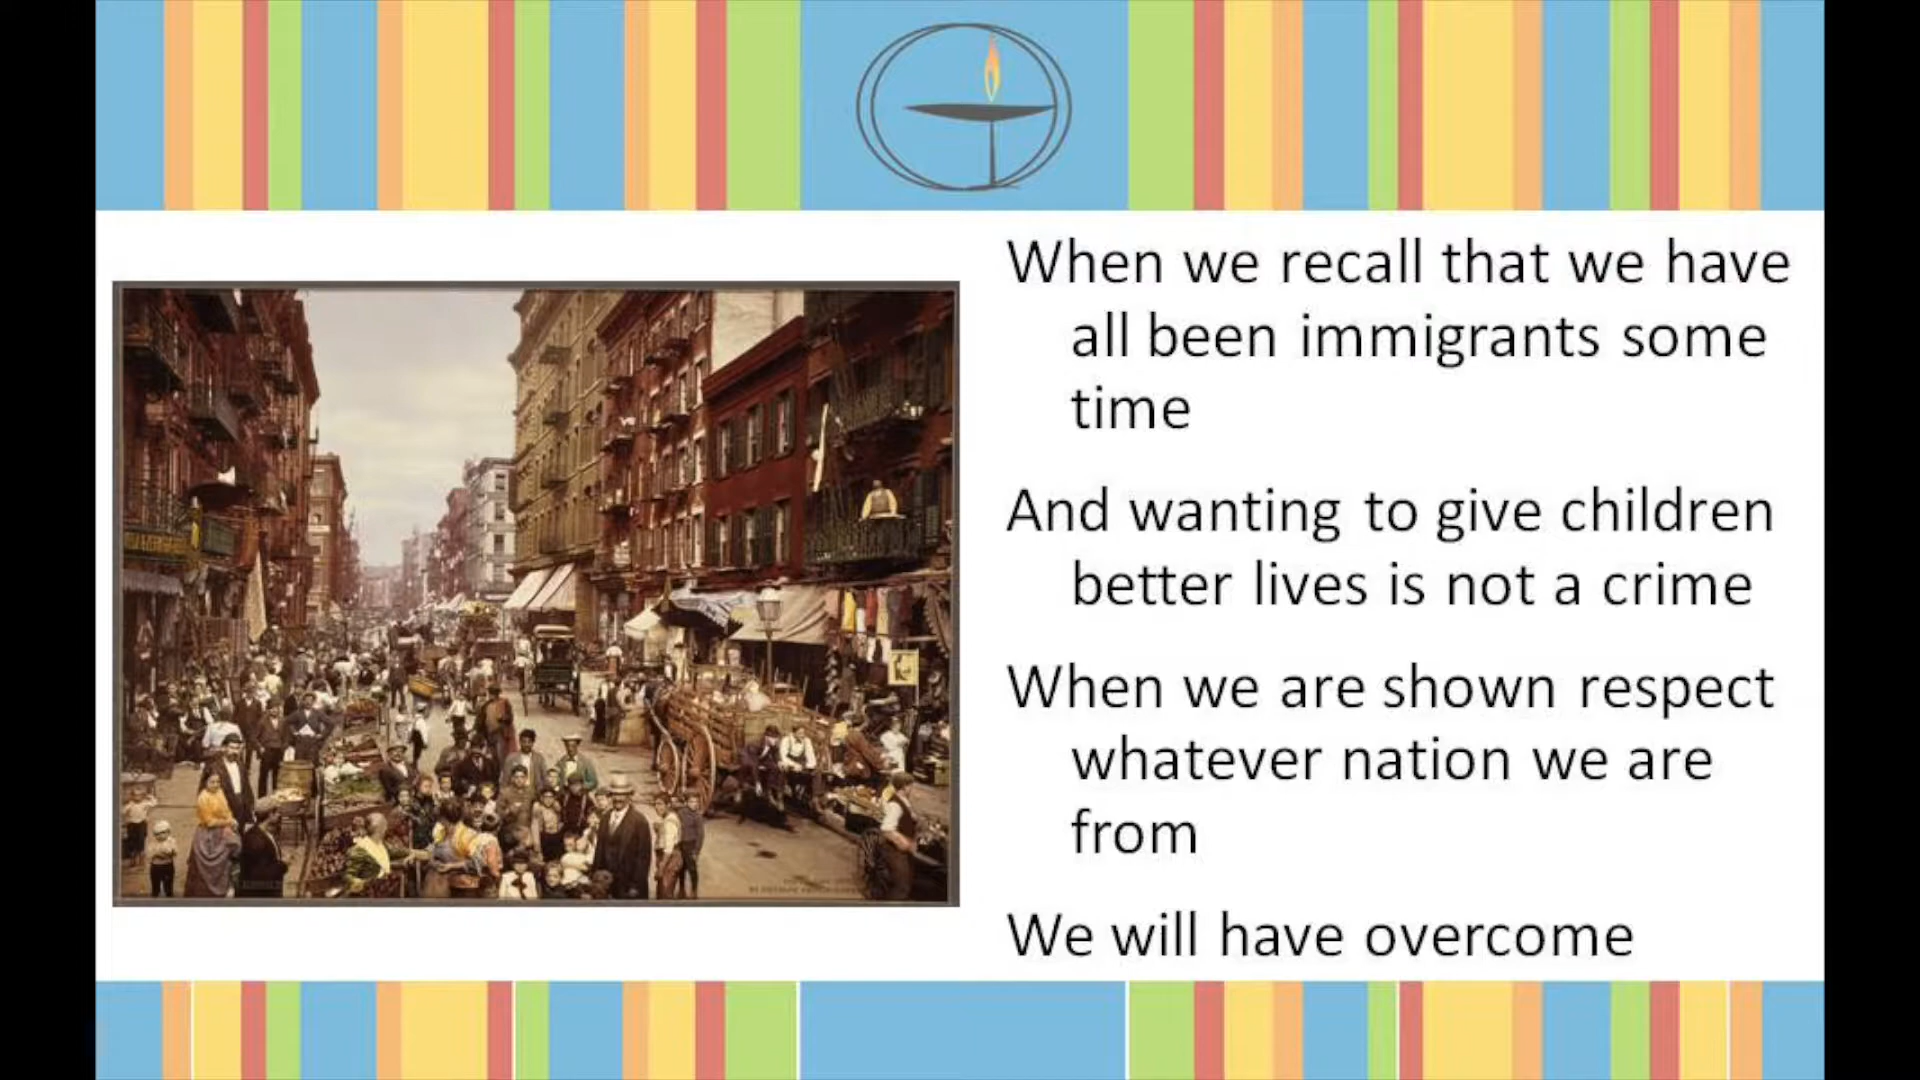 When we recall that we have
all been immigrants some
time
And wanting to give children
better lives is not a crime
When we are shown respect
whatever nation we are
from
We will have overcome